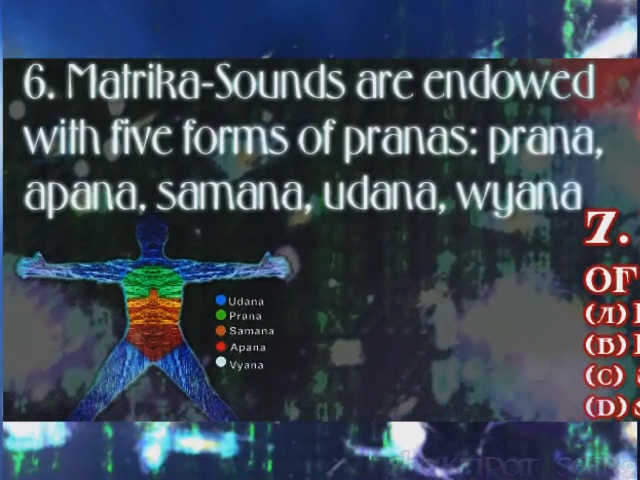 6. Matrika-Sounds are endowed
with five forms of pranas: prana,
apana, samana, udana, wyana
Udana
Prana
Samana
Apana
Vyana
7.
OF
(A)
(B)
(C)
(D)